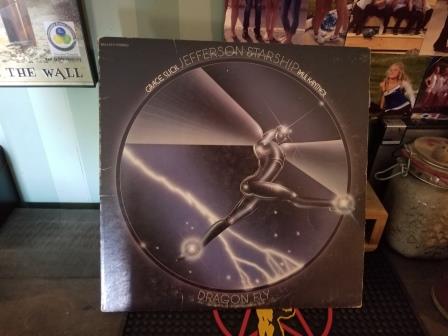 THE WALL
GRACE SLICK JEFFERSON STARSHIP PAUL KANTNER
DRAGON FLY